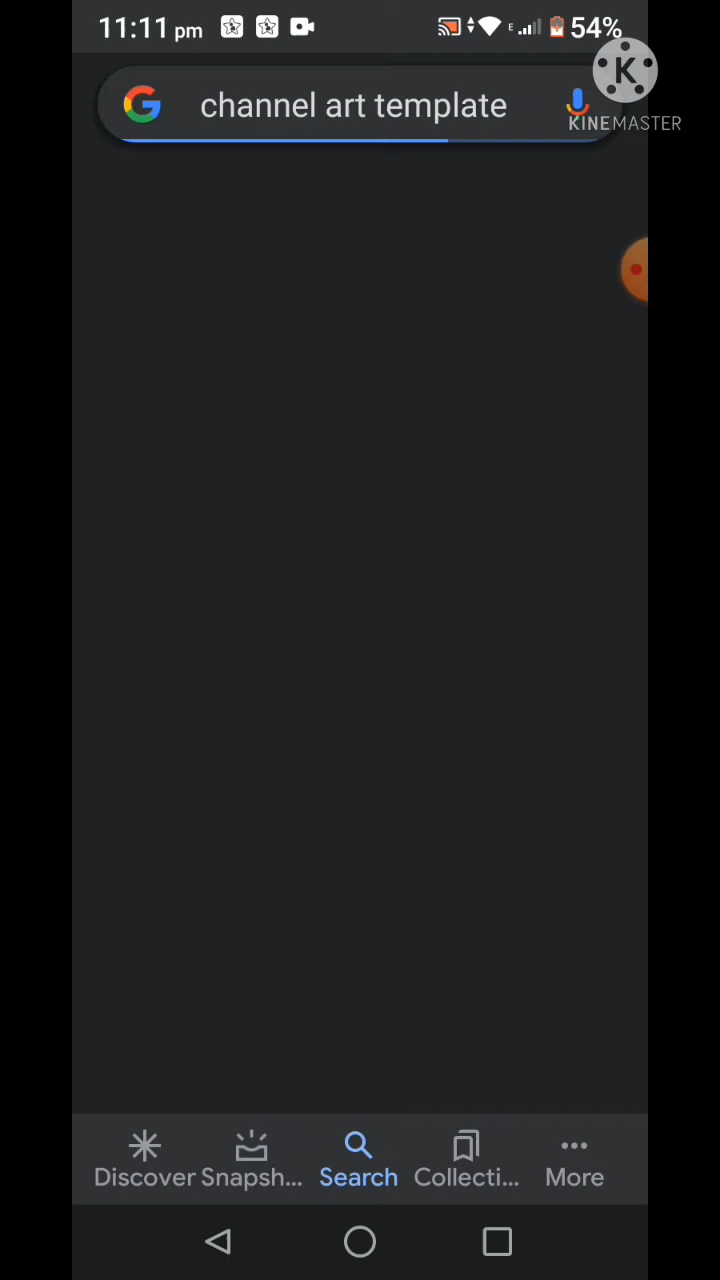 11:11 pm
E
54%
K
KINEMASTER
channel art template
Discover
Snapsh...
Search
Collecti...
More